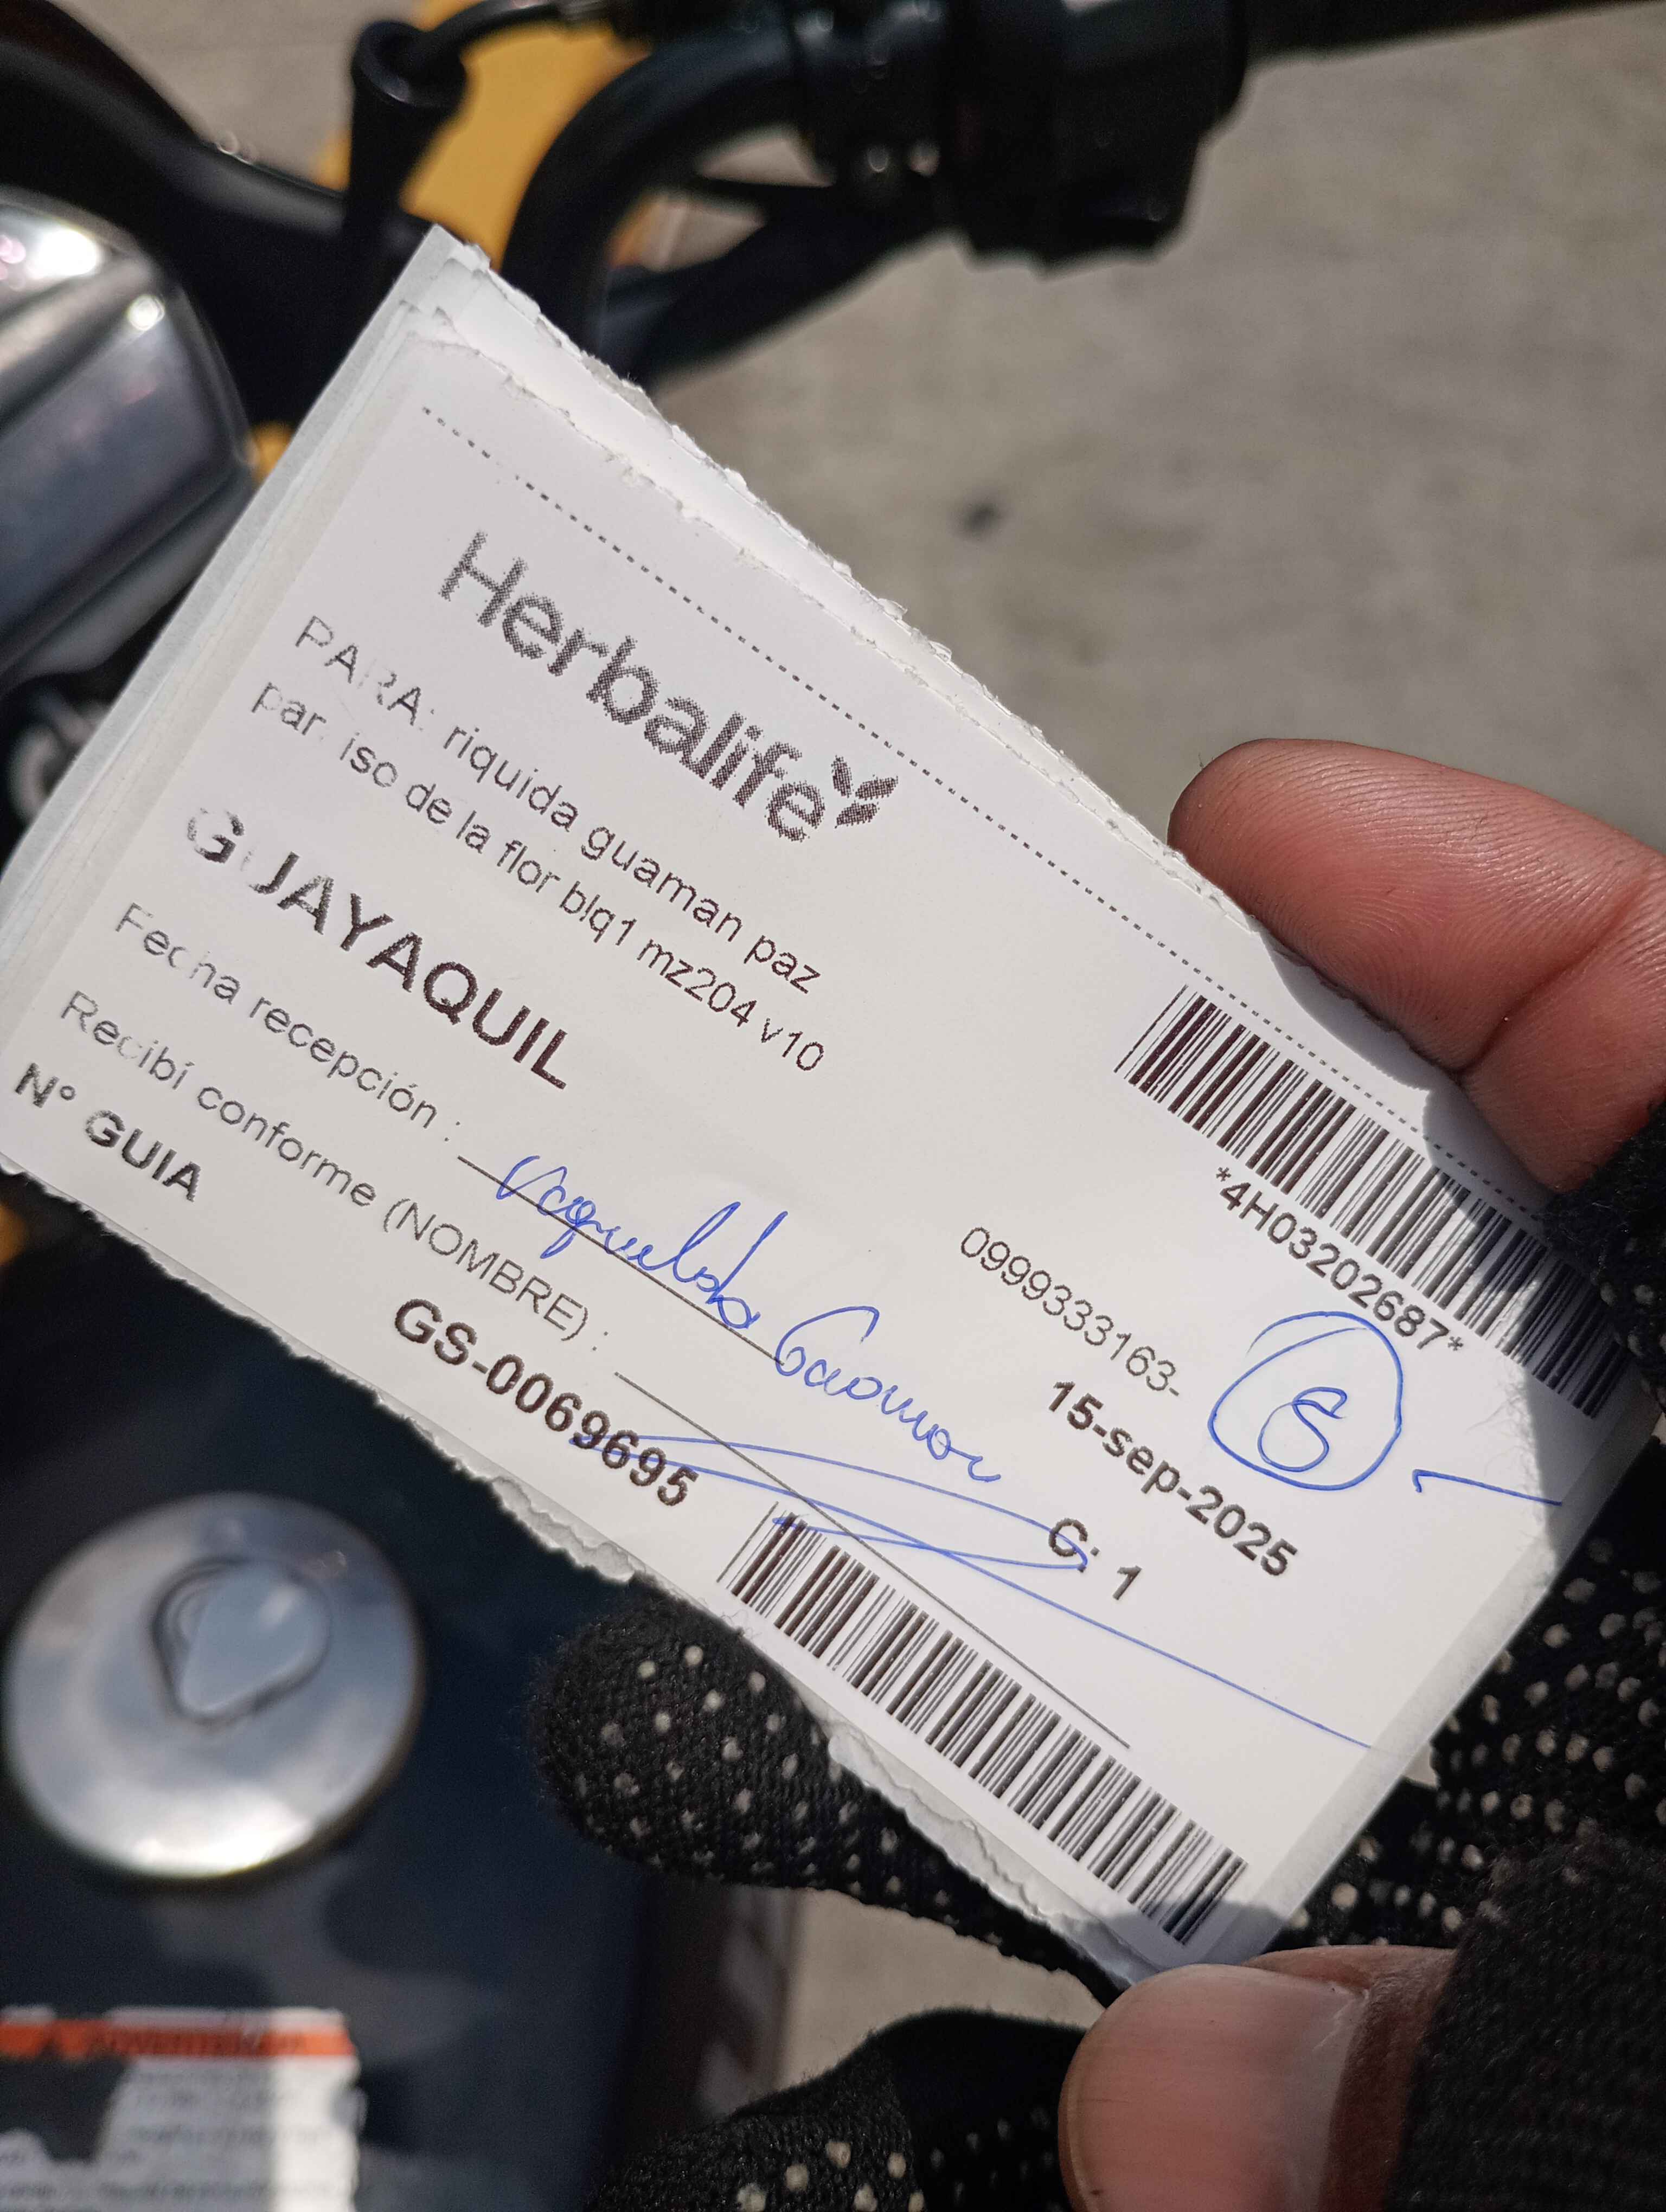 Herbalife
*4H03202687*
PARA: riquida guaman paz
par iso de la flor blq1 mz204 v10
0999333163-
GUAYAQUIL
15-sep-2025
Fecha recepción :
Recibí conforme (NOMBRE) :
C: 1
N° GUIA
GS-0069695